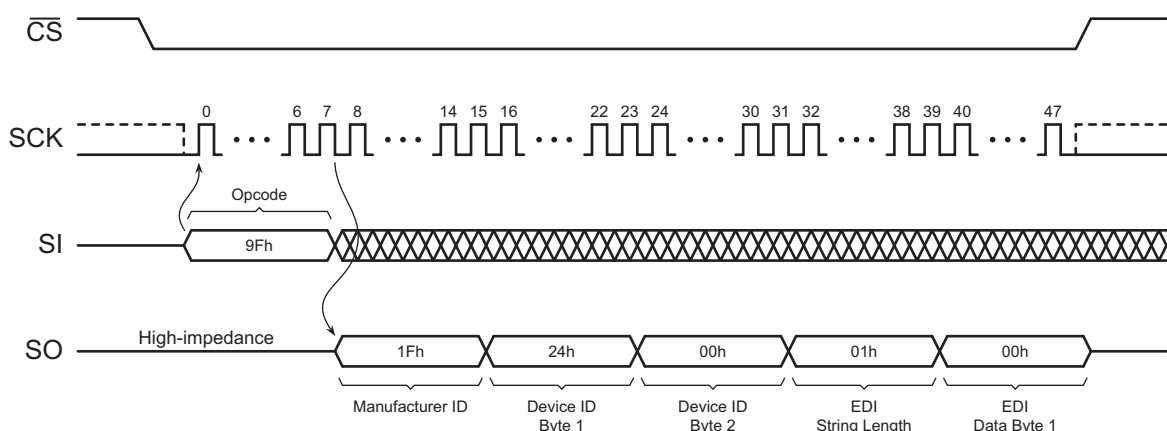 CS
0 6 7 8 14 15 16 22 23 24 30 31 32 38 39 40 47
SCK
Opcode
SI
9Fh
High-impedance
SO
1Fh 24h 00h 01h 00h
Manufacturer ID Device ID Device ID EDI EDI
Byte 1 Byte 2 String Length Data Byte 1